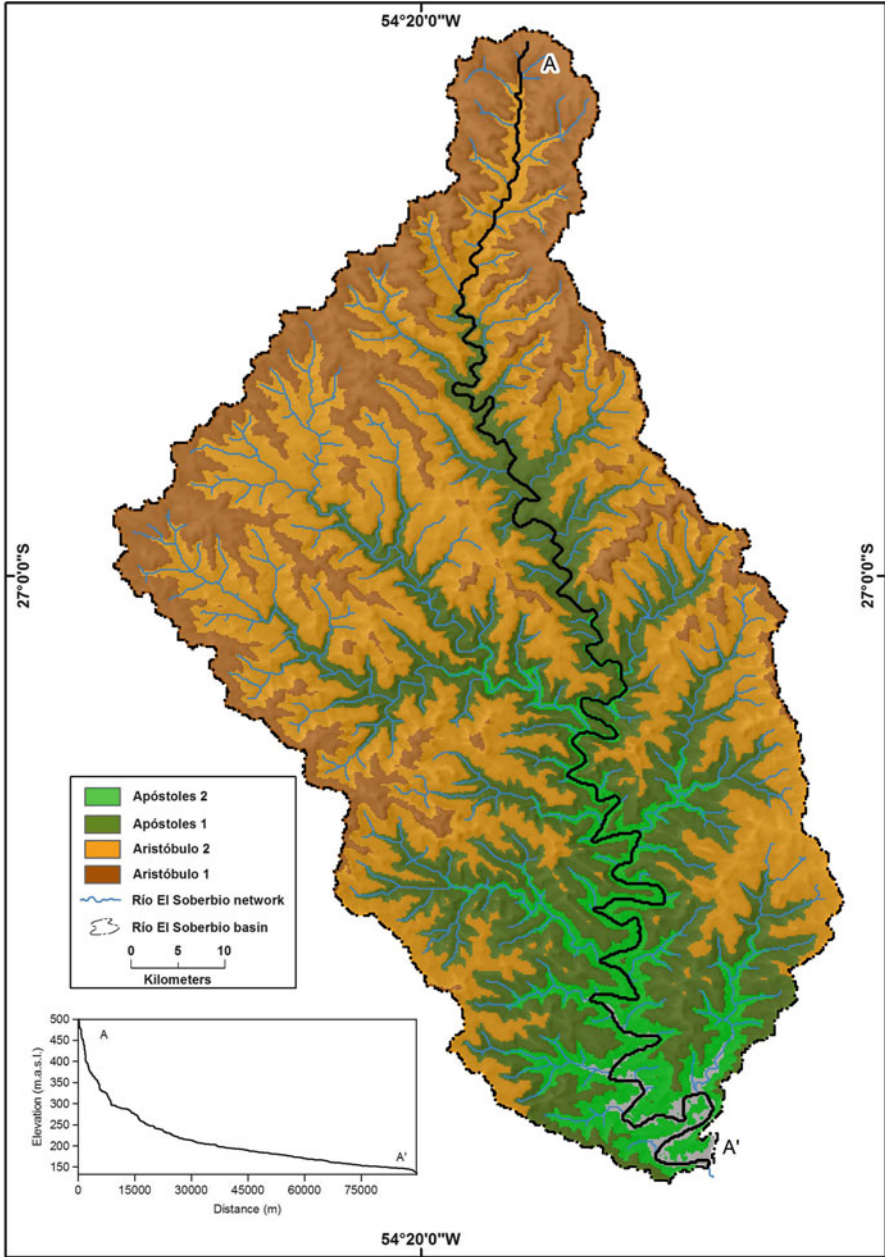 54°20'0"W
A
27°0'0"S
27°0'0"S
Apóstoles 2
Apóstoles 1
Aristóbulo 2
Aristóbulo 1
Río El Soberbio network
Río El Soberbio basin
0 5 10
Kilometers
500
450
400
350
300
250
200
150
Elevation (m.a.s.l.)
A
A'
0 15000 30000 45000 60000 75000
Distance (m)
A'
54°20'0"W